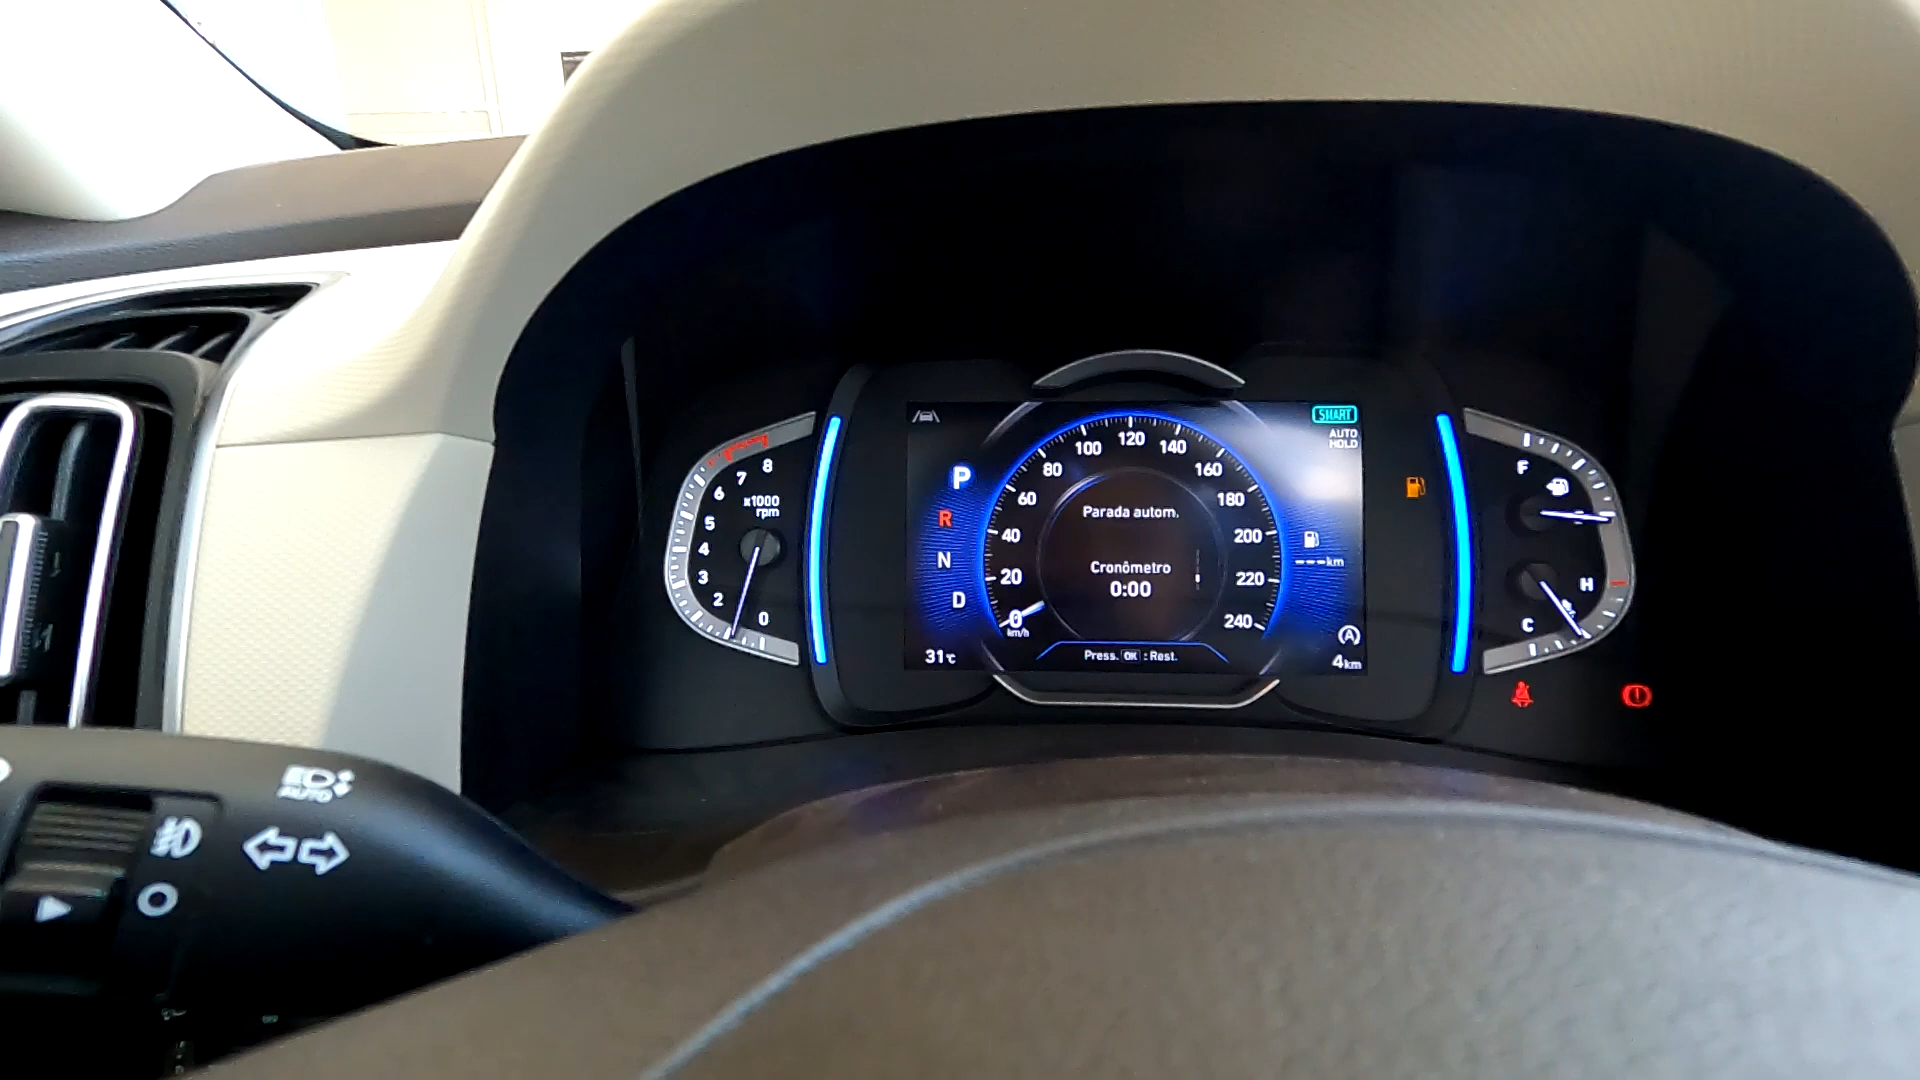 8
7
6
5
4
3
2
0
x1000
rpm
P
R
N
D
31°C
0
20
40
60
80
100
120
140
160
180
200
220
240
km/h
Parada autom.
Cronômetro
0:00
Press. OK : Rest.
SMART
AUTO
HOLD
---km
A
4km
F
H
C
AUTO